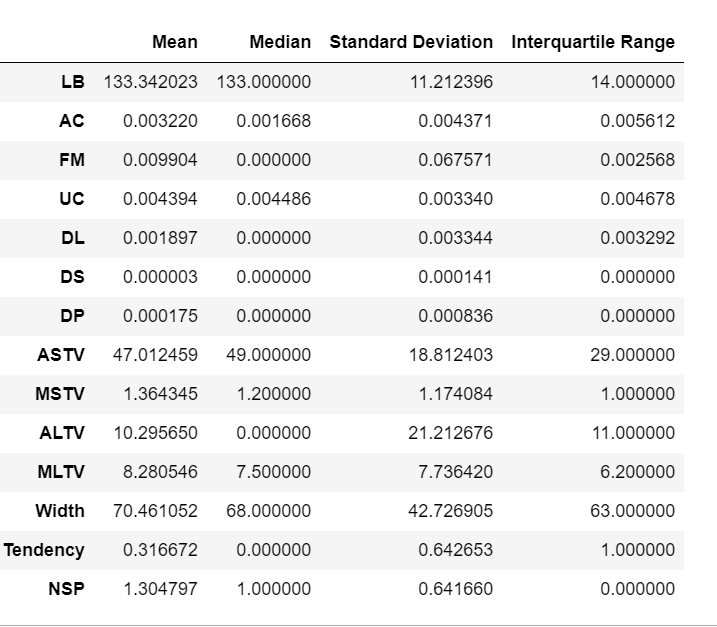 Mean Median Standard Deviation Interquartile Range
LB 133.342023 133.000000 11.212396 14.000000
AC 0.003220 0.001668 0.004371 0.005612
FM 0.009904 0.000000 0.067571 0.002568
UC 0.004394 0.004486 0.003340 0.004678
DL 0.001897 0.000000 0.003344 0.003292
DS 0.000003 0.000000 0.000141 0.000000
DP 0.000175 0.000000 0.000836 0.000000
ASTV 47.012459 49.000000 18.812403 29.000000
MSTV 1.364345 1.200000 1.174084 1.000000
ALTV 10.295650 0.000000 21.212676 11.000000
MLTV 8.280546 7.500000 7.736420 6.200000
Width 70.461052 68.000000 42.726905 63.000000
Tendency 0.316672 0.000000 0.642653 1.000000
NSP 1.304797 1.000000 0.641660 0.000000